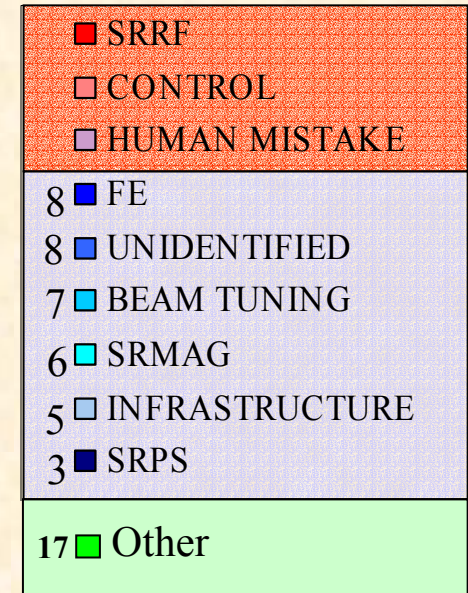 SRRF
CONTROL
HUMAN MISTAKE
8 FE
8 UNIDENTIFIED
7 BEAM TUNING
6 SRMAG
5 INFRASTRUCTURE
3 SRPS
17 Other